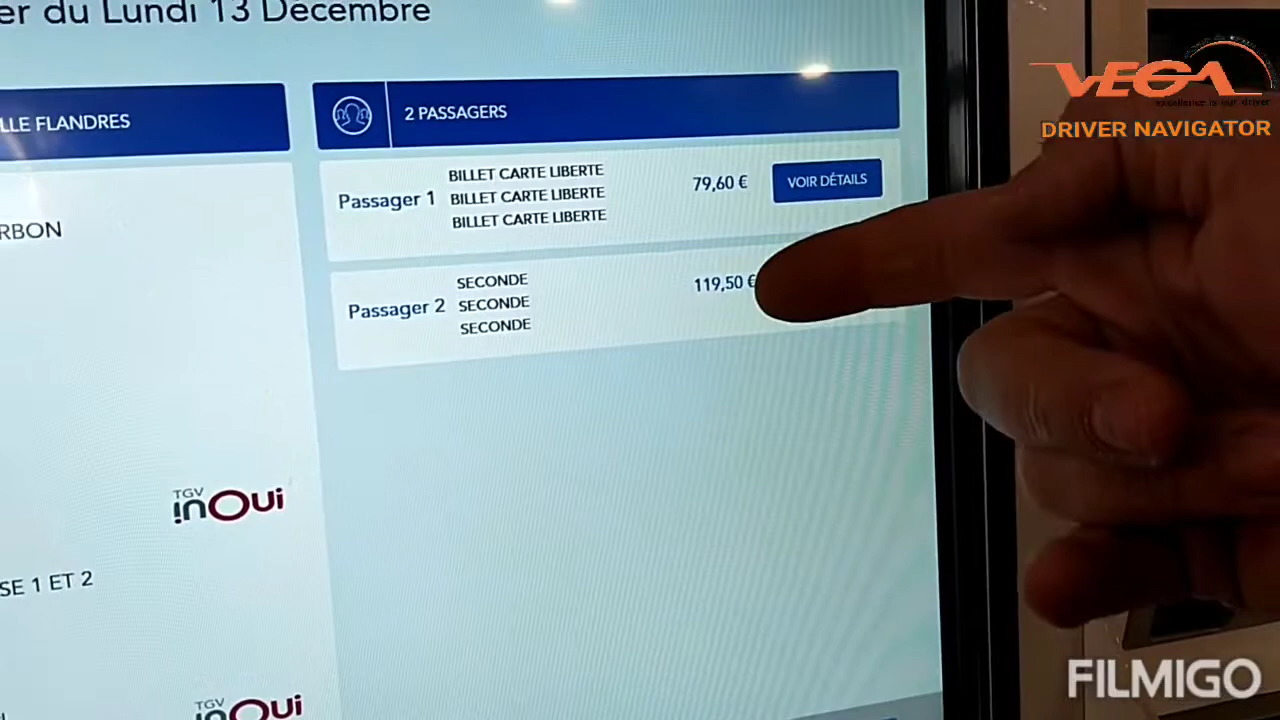 er du Lundi 13 Décembre
LLE FLANDRES
2 PASSAGERS
RBON
Passager 1
BILLET CARTE LIBERTE
BILLET CARTE LIBERTE
BILLET CARTE LIBERTE
79,60 €
VOIR DÉTAILS
Passager 2
SECONDE
SECONDE
SECONDE
119,50 €
TGV
inOui
SE 1 ET 2
TGV
inOui
VEGA
excellence is our driver
DRIVER NAVIGATOR
FILMIGO